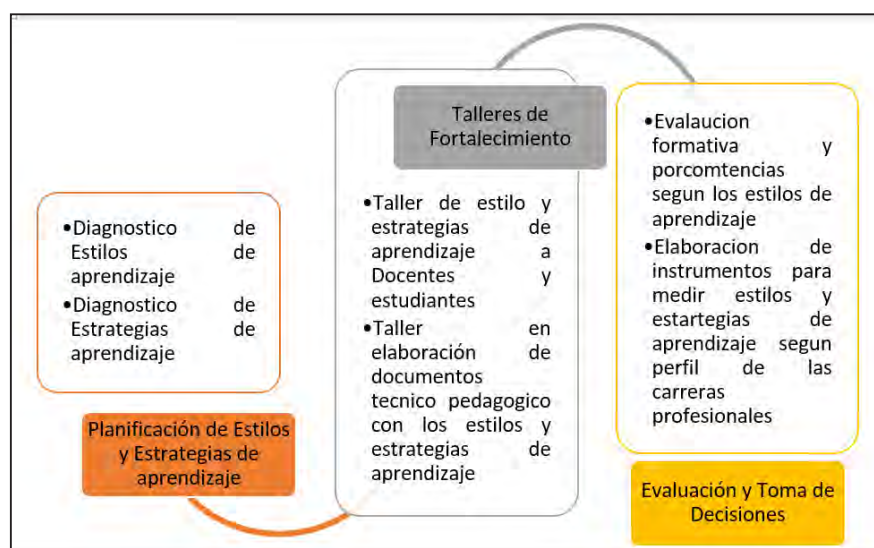 •Diagnostico de
Estilos de
aprendizaje
•Diagnostico de
Estrategias de
aprendizaje
Planificación de Estilos
y Estrategias de
aprendizaje
Talleres de
Fortalecimiento
•Taller de estilo y
estrategias de
aprendizaje a
Docentes y
estudiantes
•Taller en
elaboración de
documentos
tecnico pedagogico
con los estilos y
estrategias de
aprendizaje
•Evalaucion
formativa y
porcomtencias
segun los estilos de
aprendizaje
•Elaboracion de
instrumentos para
medir estilos y
estartegias de
aprendizaje segun
perfil de las
carreras
profesionales
Evaluación y Toma de
Decisiones